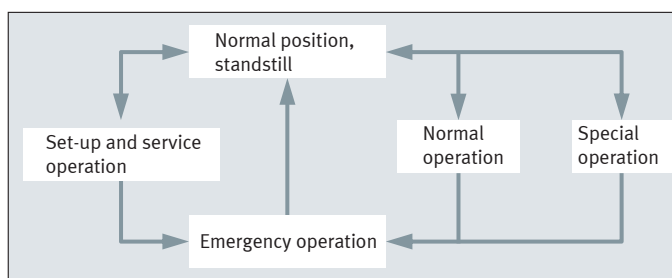 Normal position,
standstill
Set-up and service
operation
Normal
operation
Special
operation
Emergency operation